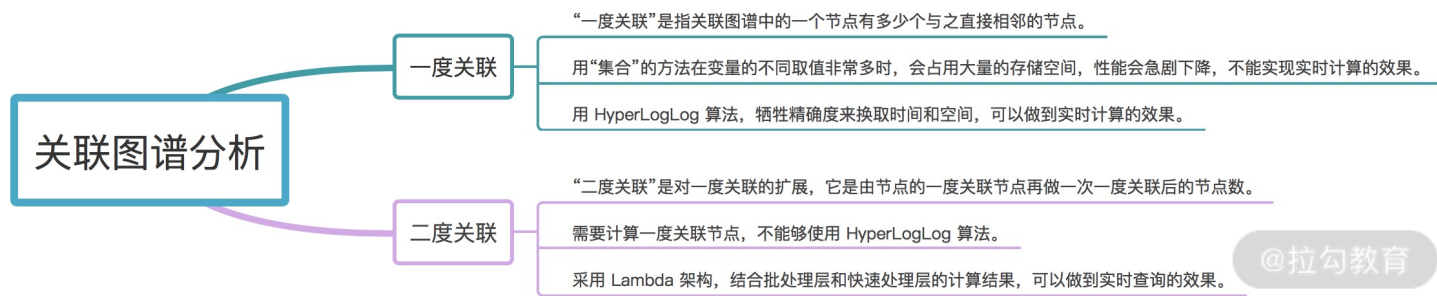 关联图谱分析
一度关联
“一度关联”是指关联图谱中的一个节点有多少个与之直接相邻的节点。
用“集合”的方法在变量的不同取值非常多时，会占用大量的存储空间，性能会急剧下降，不能实现实时计算的效果。
用 HyperLogLog 算法，牺牲精确度来换取时间和空间，可以做到实时计算的效果。
二度关联
“二度关联”是对一度关联的扩展，它是由节点的一度关联节点再做一次一度关联后的节点数。
需要计算一度关联节点，不能够使用 HyperLogLog 算法。
采用 Lambda 架构，结合批处理层和快速处理层的计算结果，可以做到实时查询的效果。
@拉勾教育